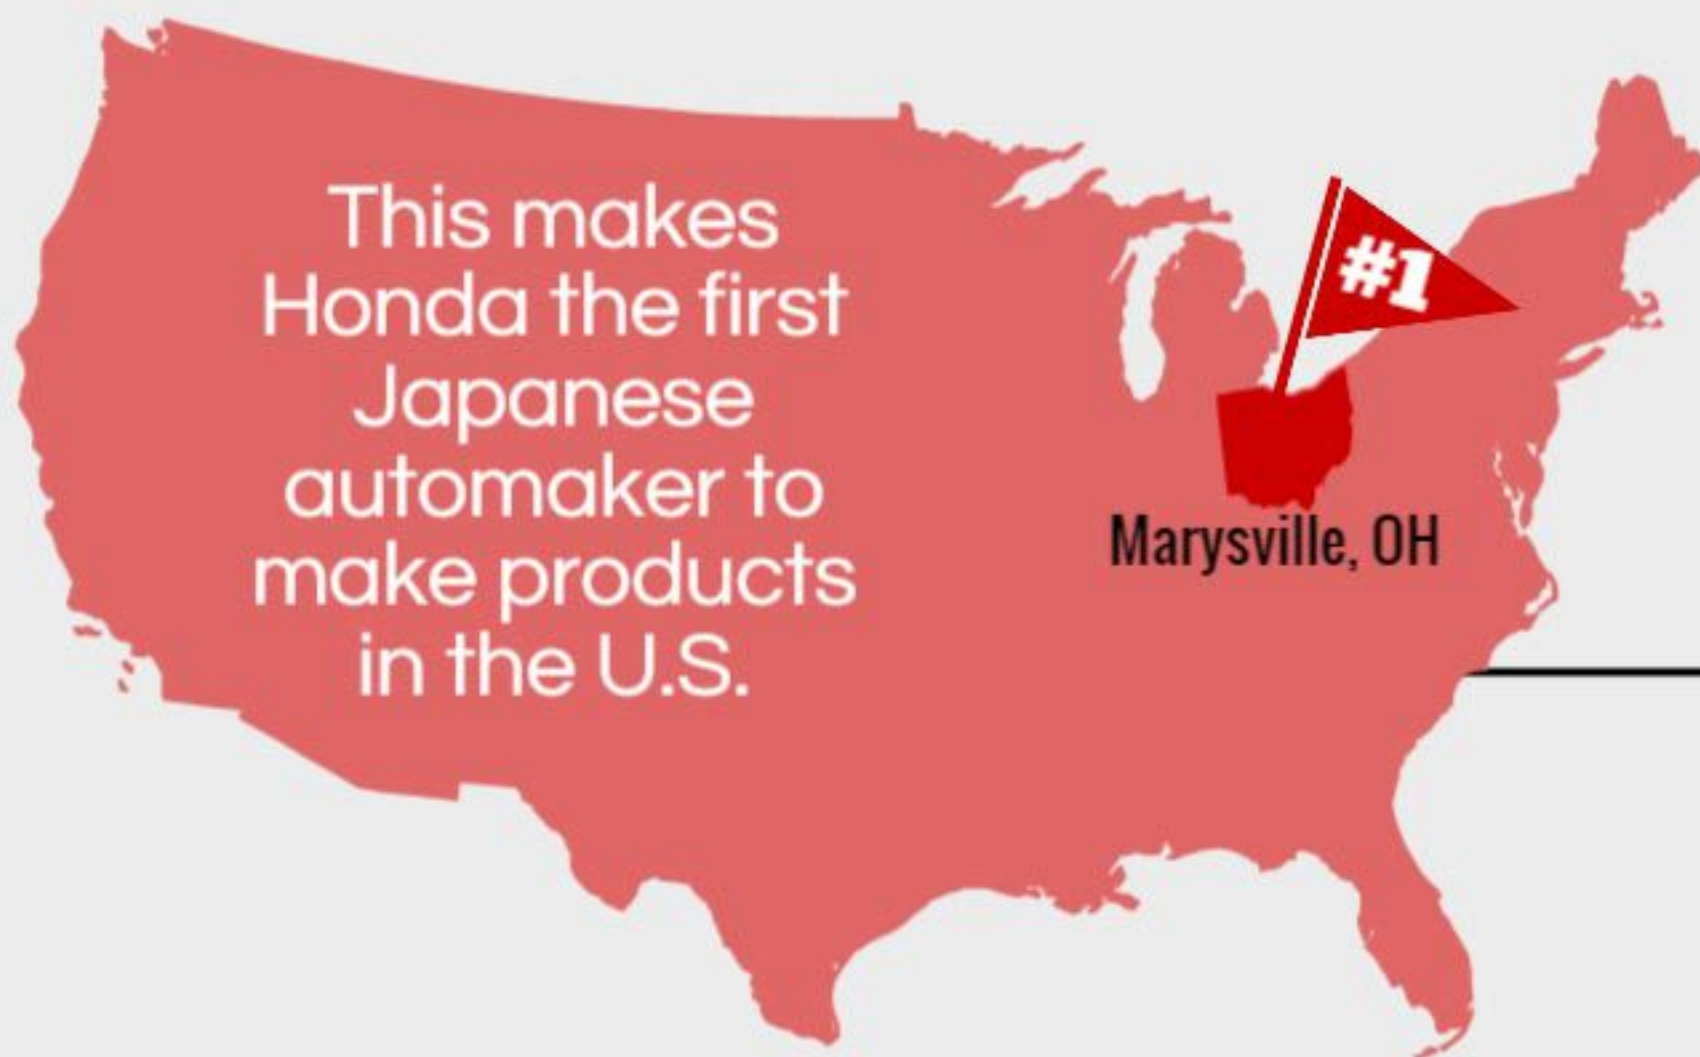 This makes
Honda the first
Japanese
automaker to
make products
in the U.S.
#1
Marysville, OH